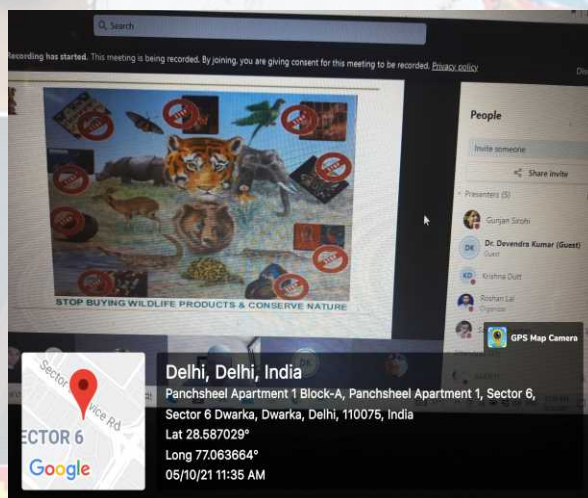 Search
Recording has started. This meeting is being recorded. By joining, you are giving consent for this meeting to be recorded. Privacy policy
People
Invite someone
Share invite
Presenters (5)
Gunjan Sirohi
DK
Dr. Devendra Kumar (Guest)
Guest
KD
Krishna Dutt
Roshan Lal
Organizer
STOP BUYING WILDLIFE PRODUCTS & CONSERVE NATURE
GPS Map Camera
DK
Delhi, Delhi, India
Panchsheel Apartment 1 Block-A, Panchsheel Apartment 1, Sector 6,
Sector 6 Dwarka, Dwarka, Delhi, 110075, India
Lat 28.587029°
Long 77.063664°
05/10/21 11:35 AM
ECTOR 6
Google